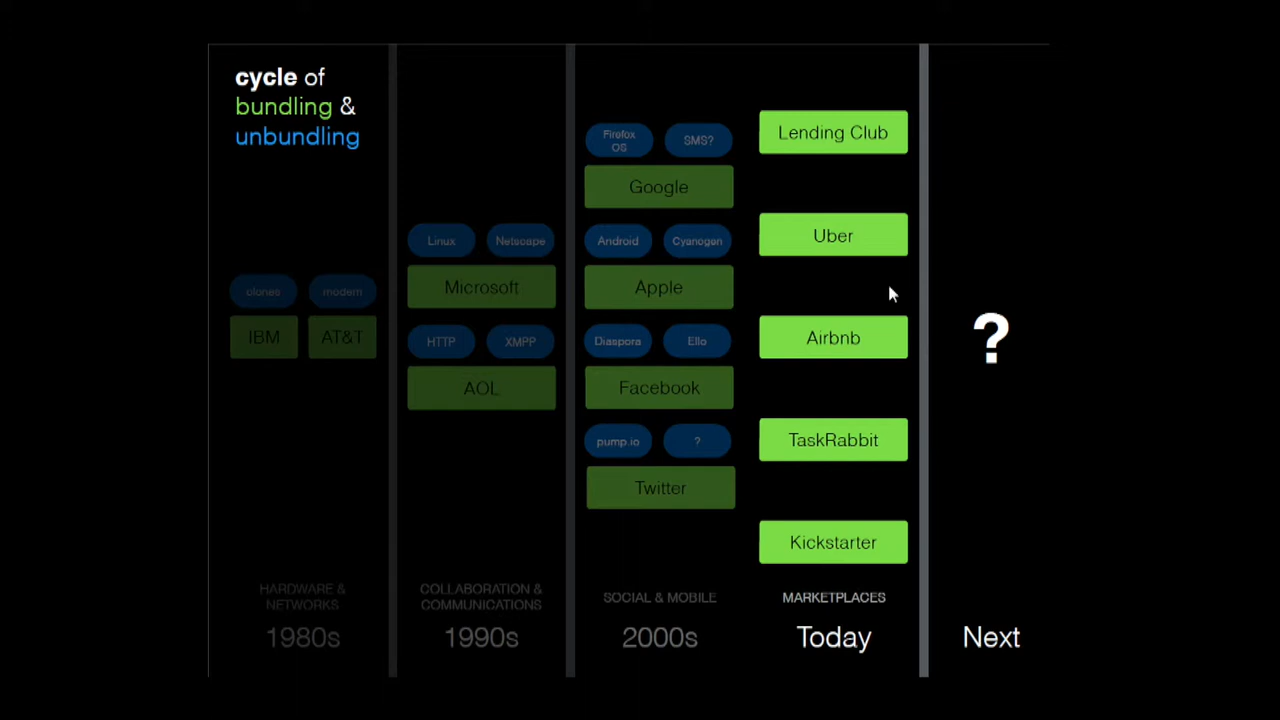 cycle of
bundling &
unbundling
clones modem
IBM AT&T
HARDWARE &
NETWORKS
1980s
Linux Netscape
Microsoft
HTTP XMPP
AOL
COLLABORATION &
COMMUNICATIONS
1990s
Firefox
OS
SMS?
Google
Android Cyanogen
Apple
Diaspora Ello
Facebook
pump.io ?
Twitter
SOCIAL & MOBILE
2000s
Lending Club
Uber
Airbnb
TaskRabbit
Kickstarter
MARKETPLACES
Today
?
Next